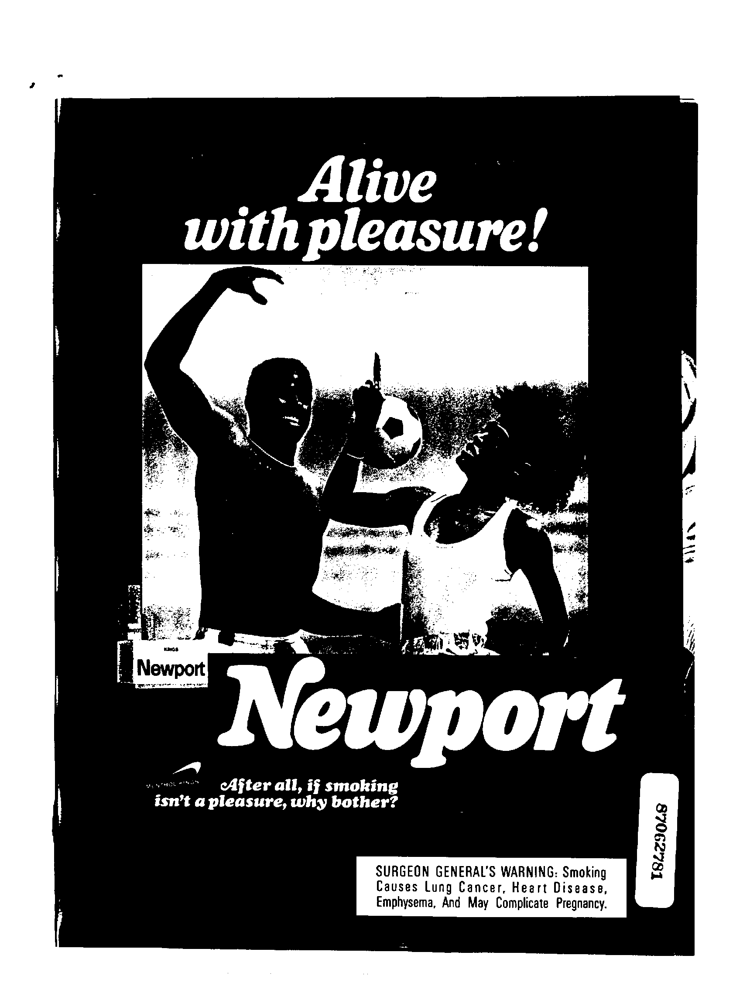 Alive
with pleasure!
KINGS
Newport
Newport
After all, if smoking
isn't a pleasure, why bother?
87062781
SURGEON GENERAL'S WARNING: Smoking
Causes Lung Cancer, Heart Disease,
Emphysema, And May Complicate Pregnancy.